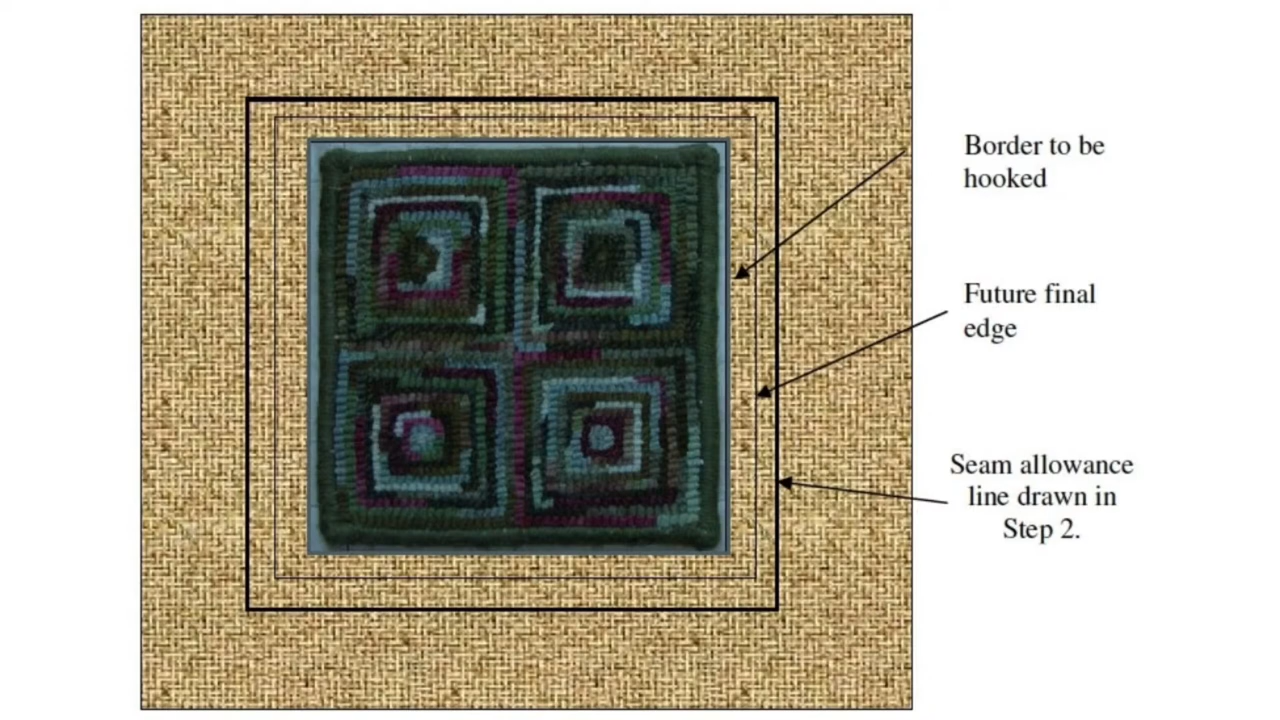 Border to be
hooked
Future final
edge
Seam allowance
line drawn in
Step 2.